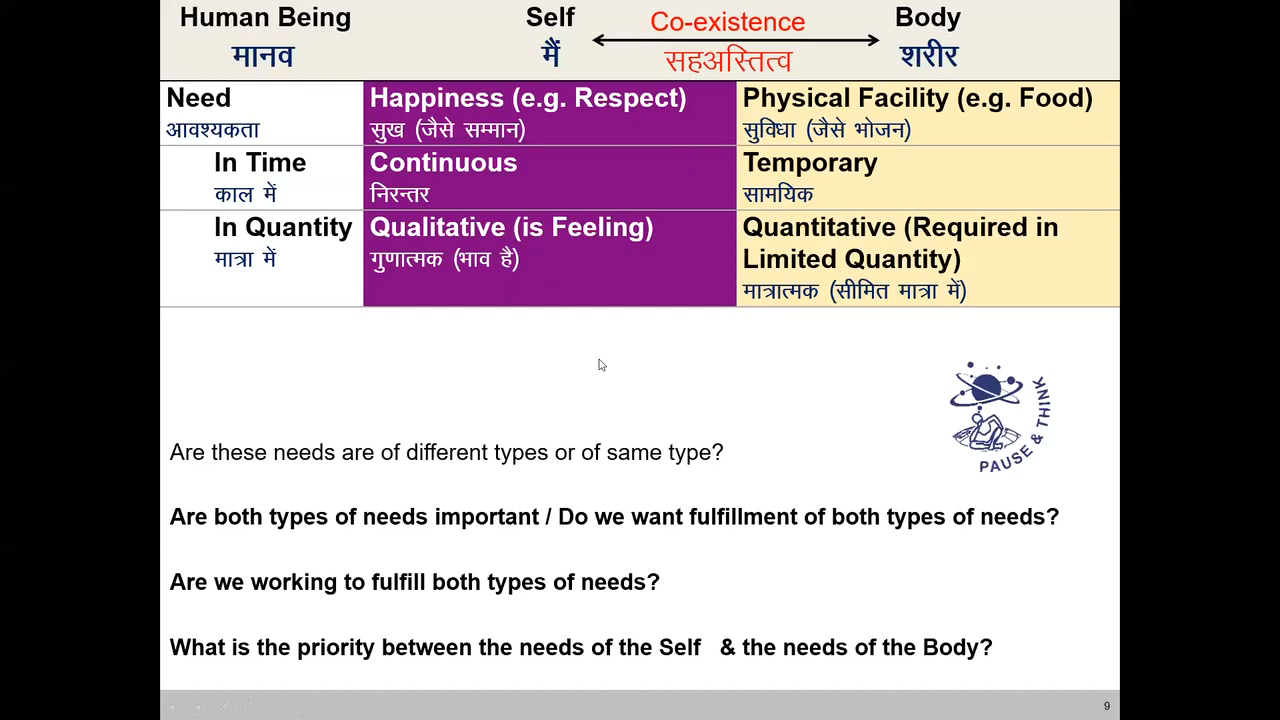 Human Being Self Co-existence Body
मानव मैं सहअस्तित्व शरीर
Need Happiness (e.g. Respect) Physical Facility (e.g. Food)
आवश्यकता सुख (जैसे सम्मान) सुविधा (जैसे भोजन)
In Time Continuous Temporary
काल में निरन्तर सामयिक
In Quantity Qualitative (is Feeling) Quantitative (Required in
Limited Quantity)
मात्रा में गुणात्मक (भाव है) मात्रात्मक (सीमित मात्रा में)
PAUSE & THINK
Are these needs are of different types or of same type?
Are both types of needs important / Do we want fulfillment of both types of needs?
Are we working to fulfill both types of needs?
What is the priority between the needs of the Self & the needs of the Body?
9